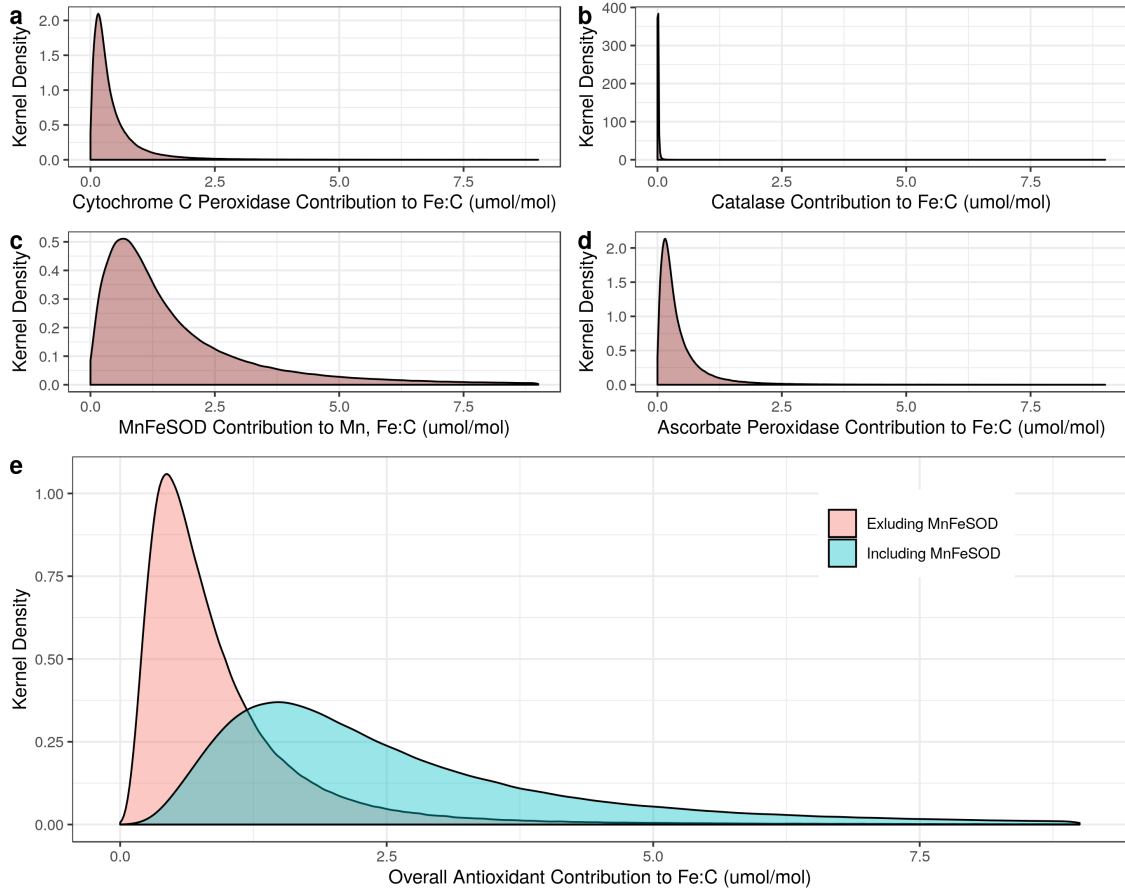 a
Kernel Density
2.0
1.5
1.0
0.5
0.0
0.0 2.5 5.0 7.5
Cytochrome C Peroxidase Contribution to Fe:C (umol/mol)
b
Kernel Density
400
300
200
100
0
0.0 2.5 5.0 7.5
Catalase Contribution to Fe:C (umol/mol)
c
Kernel Density
0.5
0.4
0.3
0.2
0.1
0.0
0.0 2.5 5.0 7.5
MnFeSOD Contribution to Mn, Fe:C (umol/mol)
d
Kernel Density
2.0
1.5
1.0
0.5
0.0
0.0 2.5 5.0 7.5
Ascorbate Peroxidase Contribution to Fe:C (umol/mol)
e
Kernel Density
1.00
0.75
0.50
0.25
0.00
Exluding MnFeSOD
Including MnFeSOD
0.0 2.5 5.0 7.5
Overall Antioxidant Contribution to Fe:C (umol/mol)